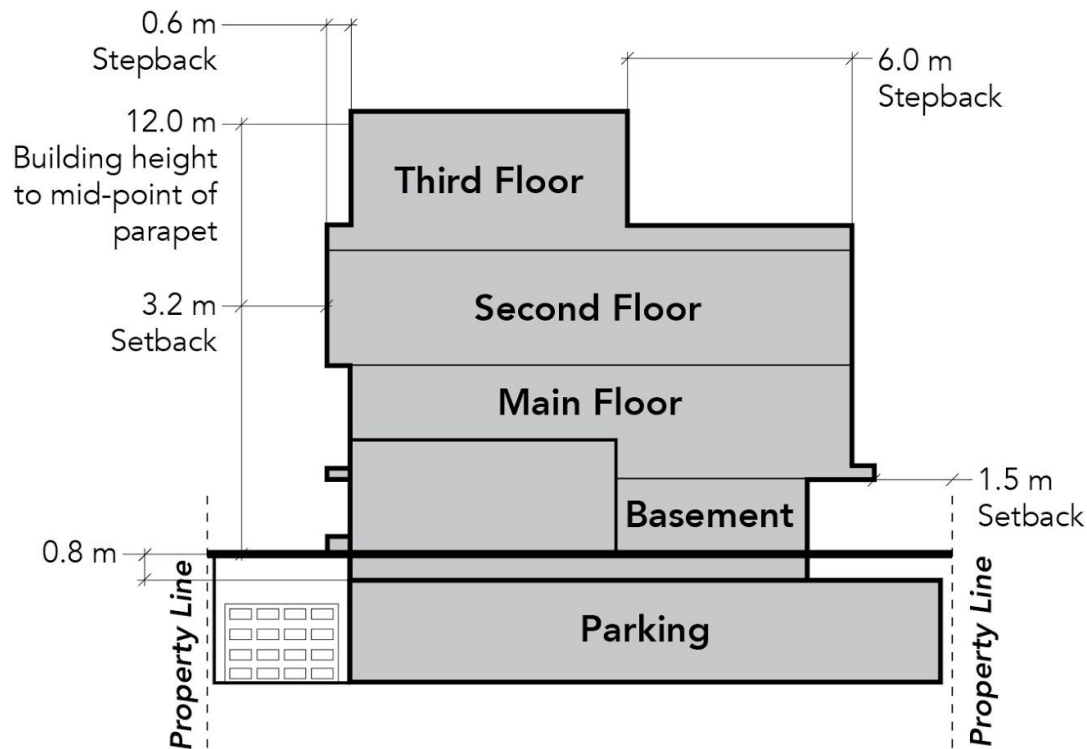 0.6 m
Stepback
6.0 m
Stepback
12.0 m
Building height
to mid-point of
parapet
Third Floor
3.2 m
Setback
Second Floor
Main Floor
1.5 m
Setback
Basement
0.8 m
Property Line
Parking
Property Line